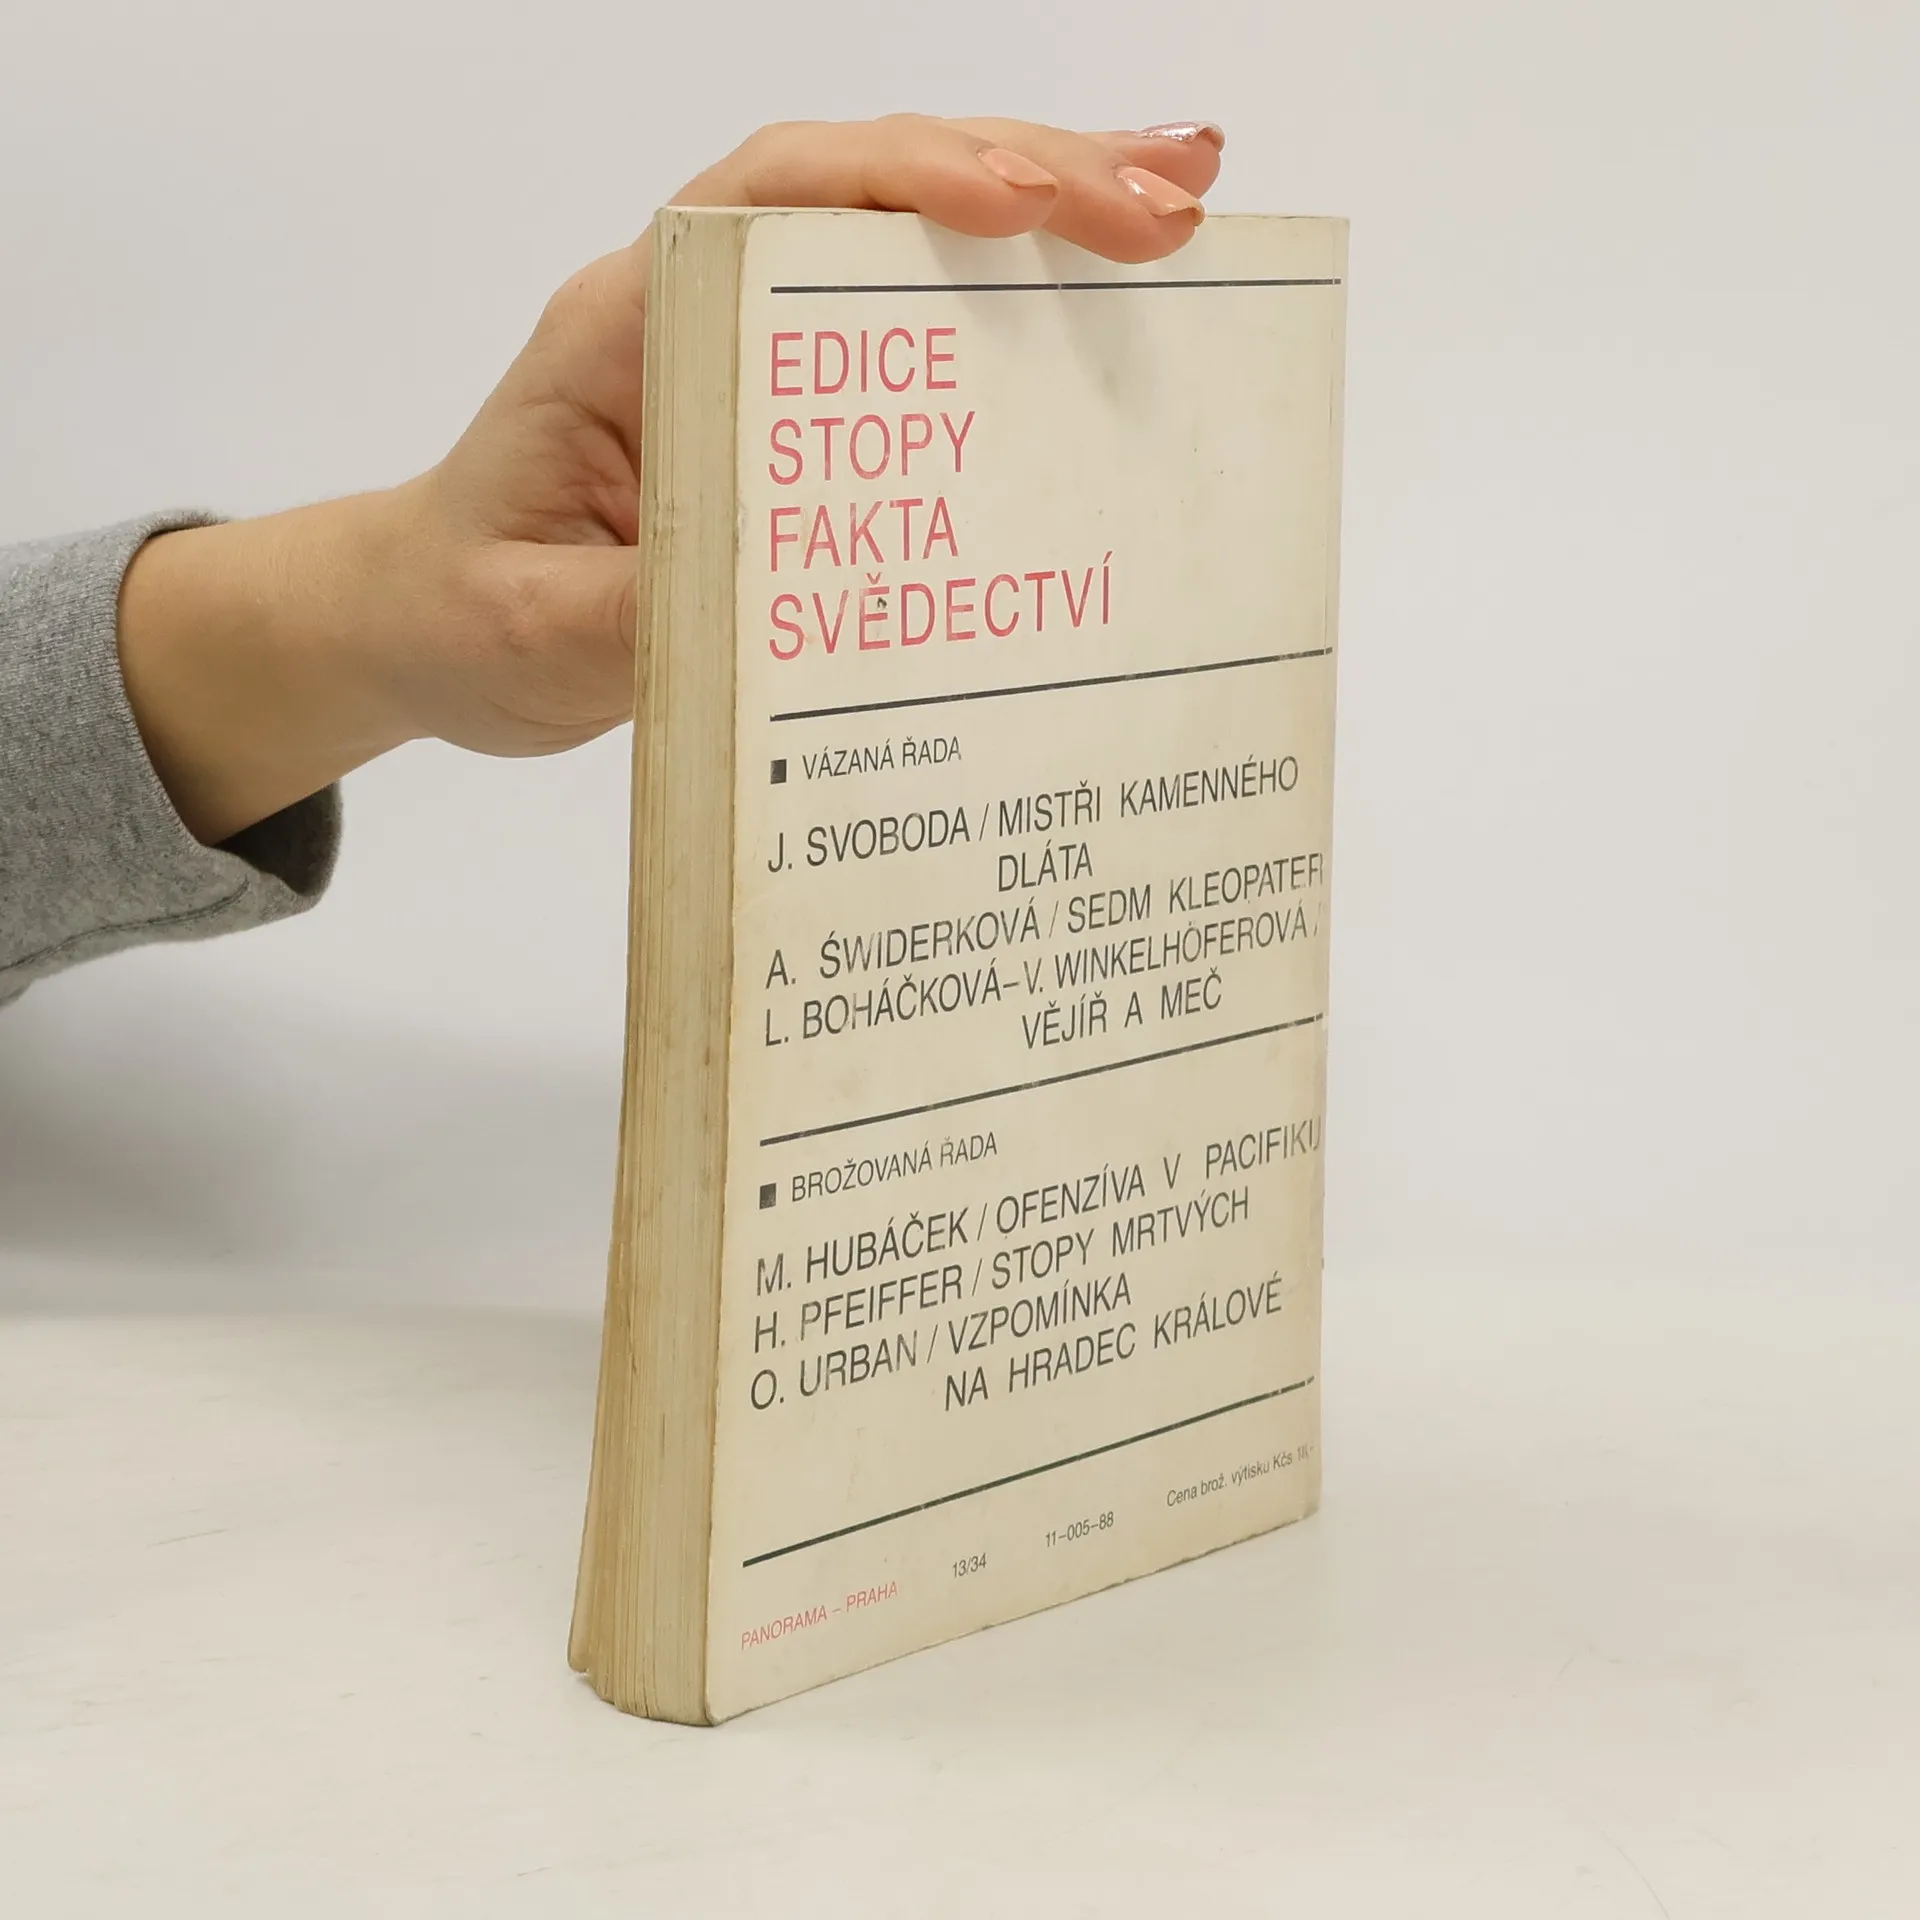 EDICE
STOPY
FAKTA
SVĚDECTVÍ
VÁZANÁ ŘADA
J. SVOBODA / MISTŘI KAMENNÉHO
DLÁTA
A. ŚWIDERKOVÁ / SEDM KLEOPATER
L. BOHÁČKOVÁ–V. WINKELHÖFEROVÁ /
VĚJÍŘ A MEČ
BROŽOVANÁ ŘADA
M. HUBÁČEK / OFENZÍVA V PACIFIKU
H. PFEIFFER / STOPY MRTVÝCH
O. URBAN / VZPOMÍNKA
NA HRADEC KRÁLOVÉ
PANORAMA – PRAHA 13/34 11–005–88 Cena brož. výtisku Kčs